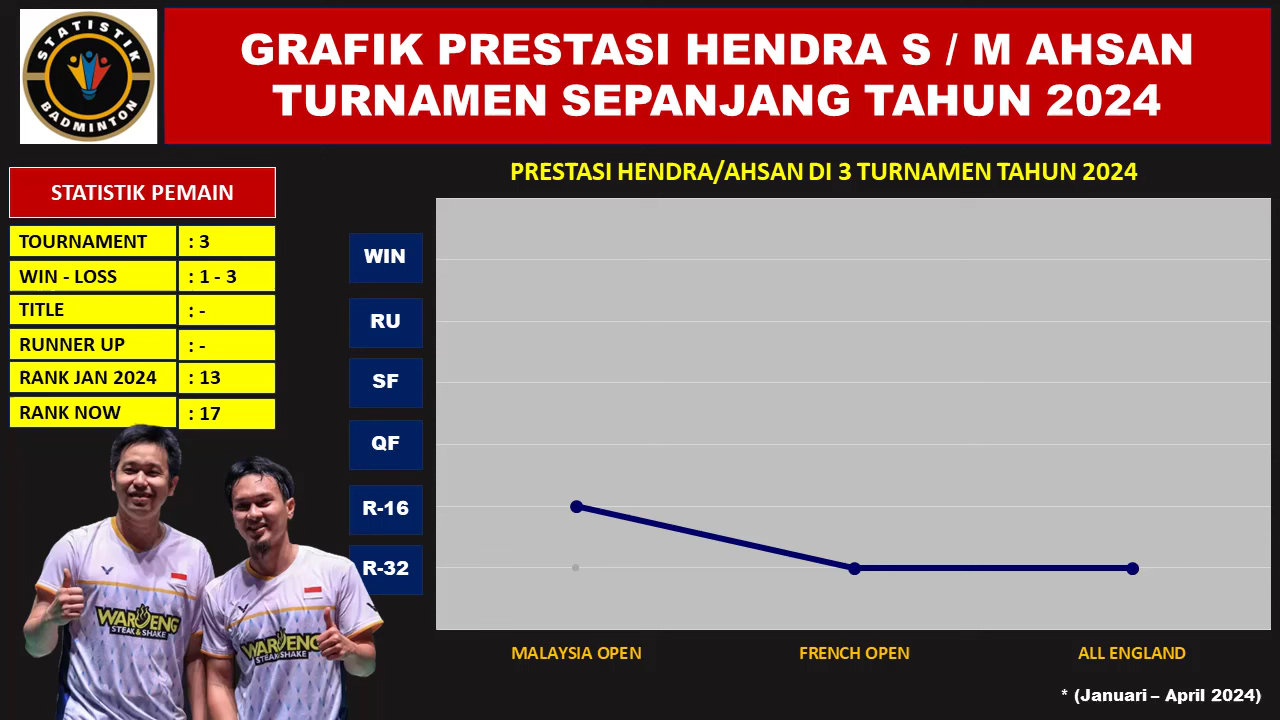 STATISTIK
BADMINTON
GRAFIK PRESTASI HENDRA S / M AHSAN
TURNAMEN SEPANJANG TAHUN 2024
STATISTIK PEMAIN
TOURNAMENT : 3
WIN - LOSS : 1 - 3
TITLE : -
RUNNER UP : -
RANK JAN 2024 : 13
RANK NOW : 17
PRESTASI HENDRA/AHSAN DI 3 TURNAMEN TAHUN 2024
WIN
RU
SF
QF
R-16
R-32
MALAYSIA OPEN FRENCH OPEN ALL ENGLAND
* (Januari – April 2024)
WAROENG
STEAK & SHAKE
WAROENG
STEAK & SHAKE